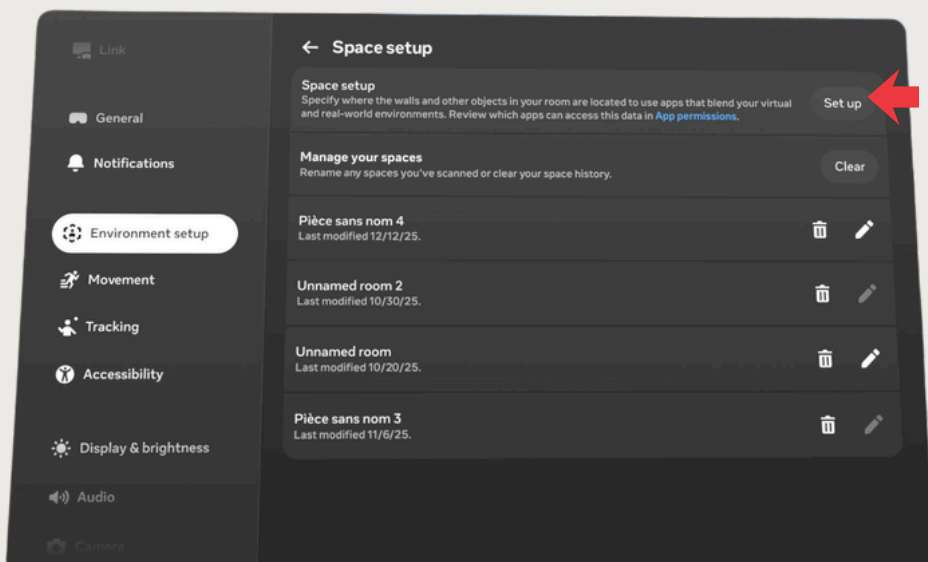 Link
General
Notifications
Environment setup
Movement
Tracking
Accessibility
Display & brightness
Audio
Camera
← Space setup
Space setup
Specify where the walls and other objects in your room are located to use apps that blend your virtual
and real-world environments. Review which apps can access this data in App permissions.
Set up
Manage your spaces
Rename any spaces you've scanned or clear your space history.
Clear
Pièce sans nom 4
Last modified 12/12/25.
Unnamed room 2
Last modified 10/30/25.
Unnamed room
Last modified 10/20/25.
Pièce sans nom 3
Last modified 11/6/25.